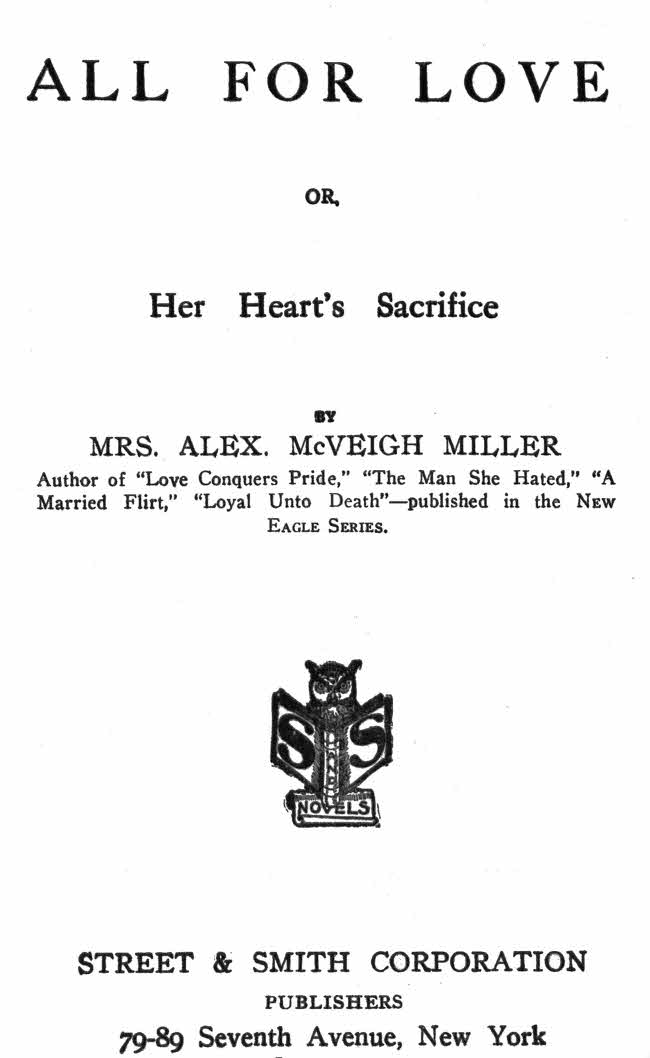 ALL FOR LOVE
OR,
Her Heart's Sacrifice
BY
MRS. ALEX. McVEIGH MILLER
Author of "Love Conquers Pride," "The Man She Hated," "A
Married Flirt," "Loyal Unto Death"—published in the NEW
EAGLE SERIES.
S S
NOVELS
STREET & SMITH CORPORATION
PUBLISHERS
79-89 Seventh Avenue, New York